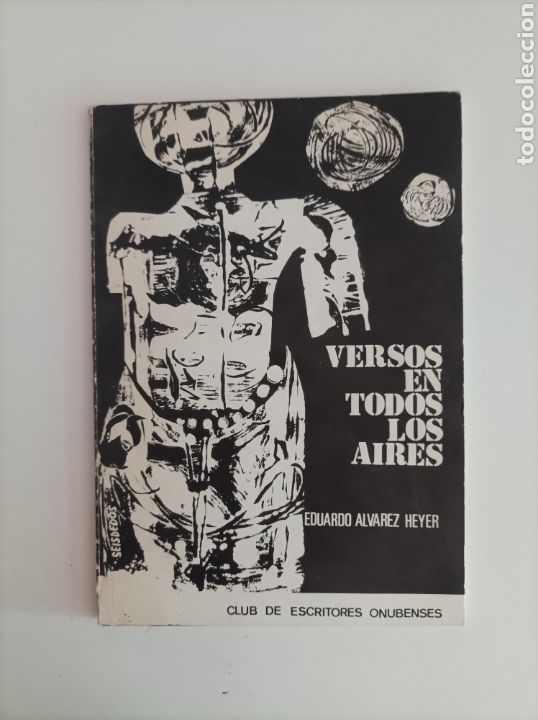 VERSOS
EN
TODOS
LOS
AIRES
EDUARDO ALVAREZ HEYER
SEISDEDOS
CLUB DE ESCRITORES ONUBENSES
todocoleccion